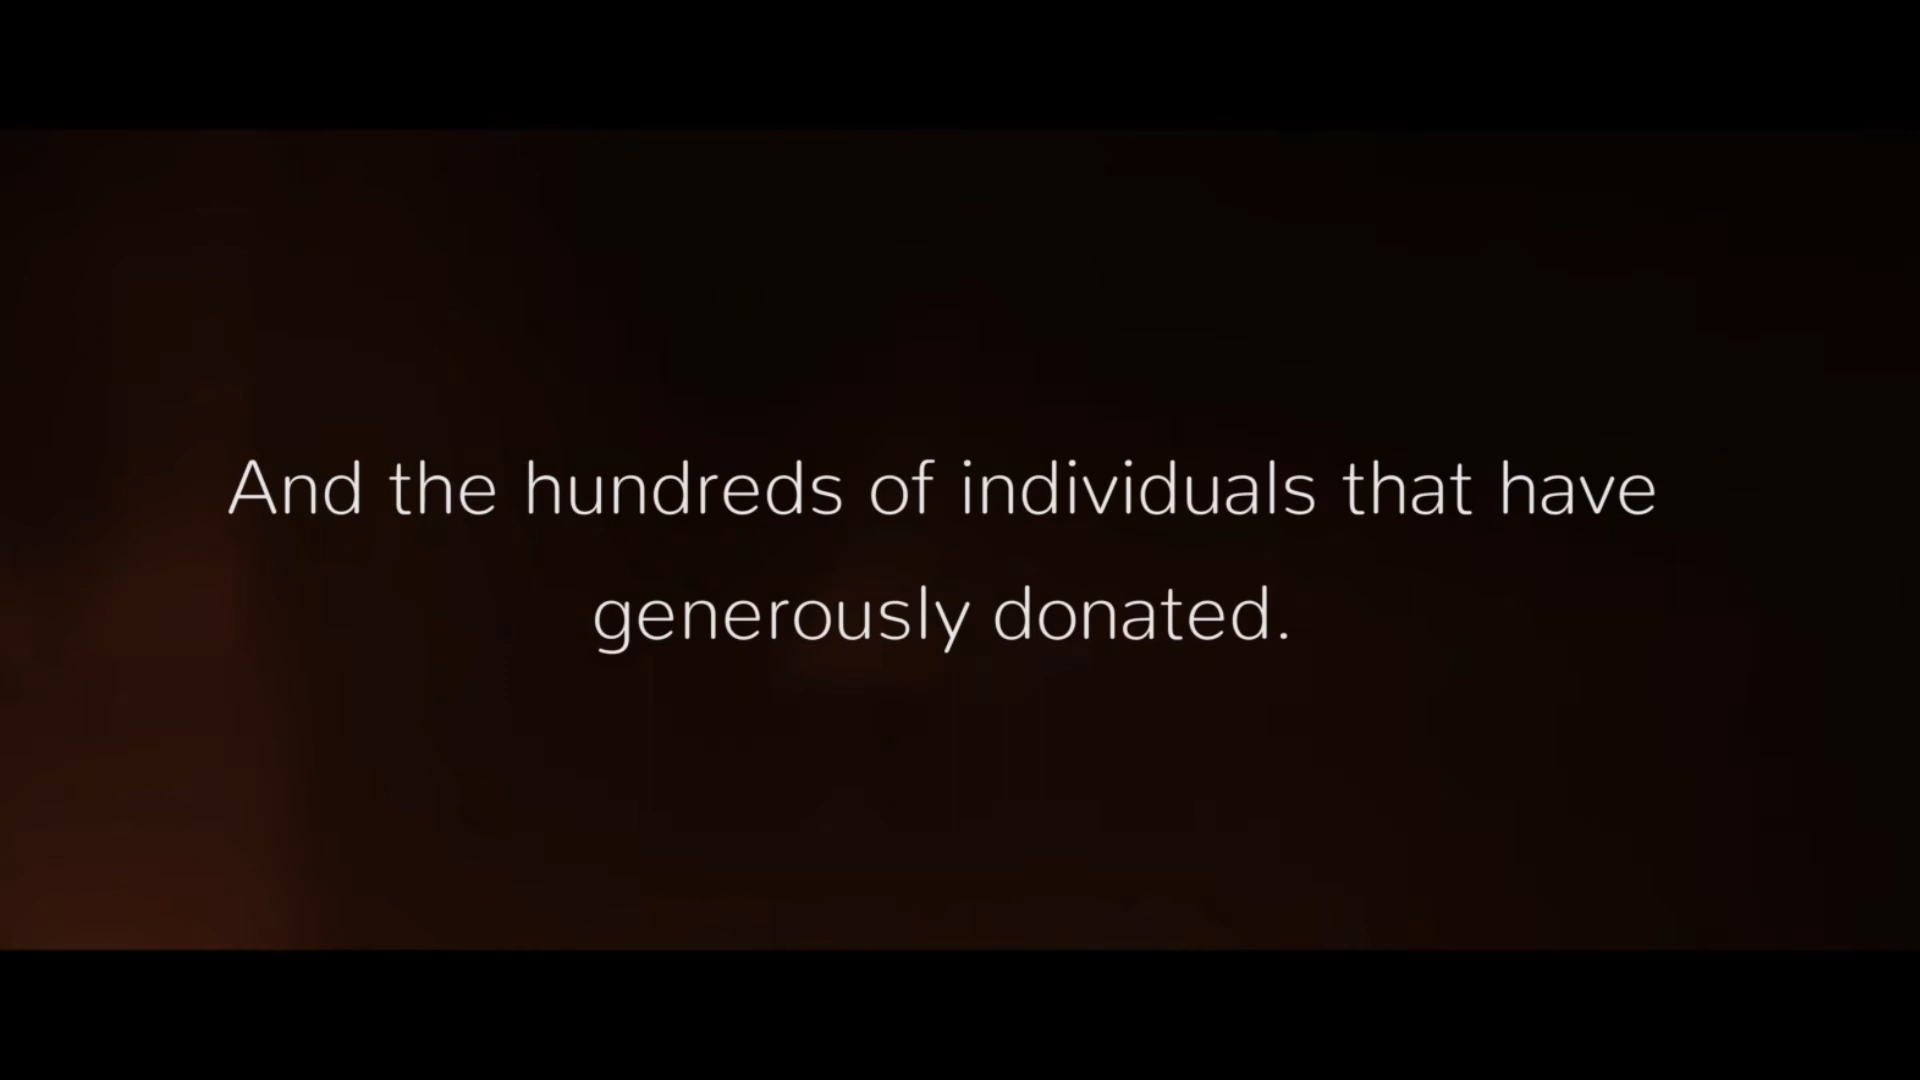 And the hundreds of individuals that have
generously donated.